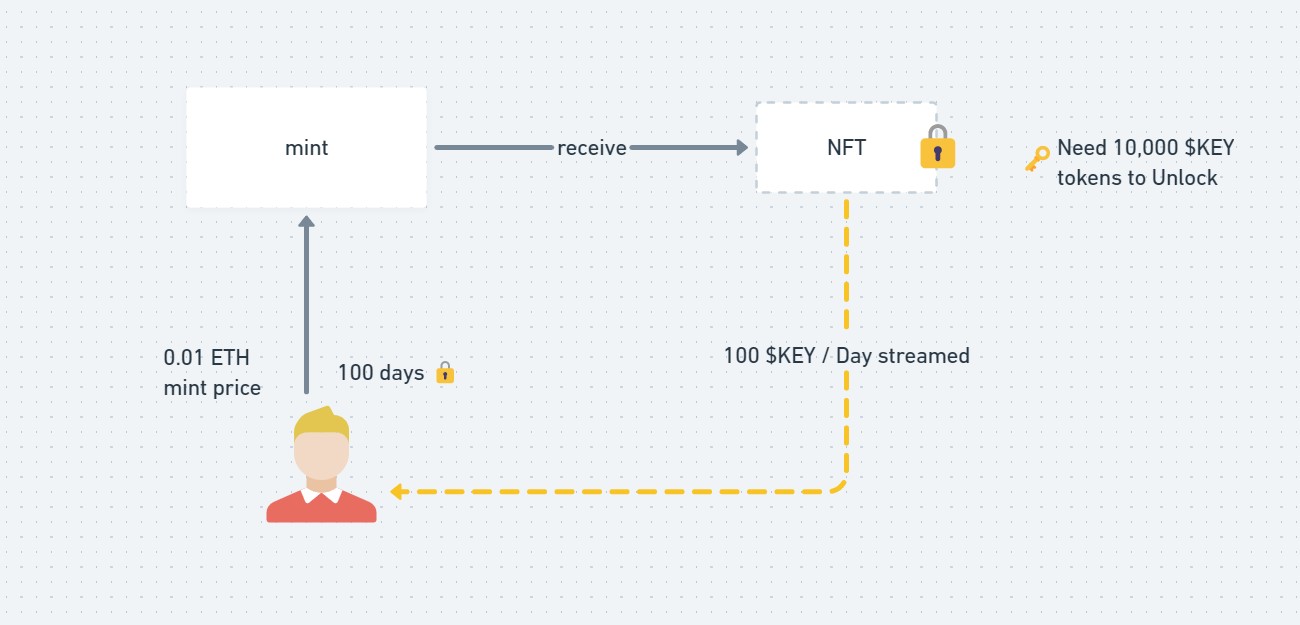 mint
receive
NFT
Need 10,000 $KEY
tokens to Unlock
0.01 ETH
mint price
100 days
100 $KEY / Day streamed